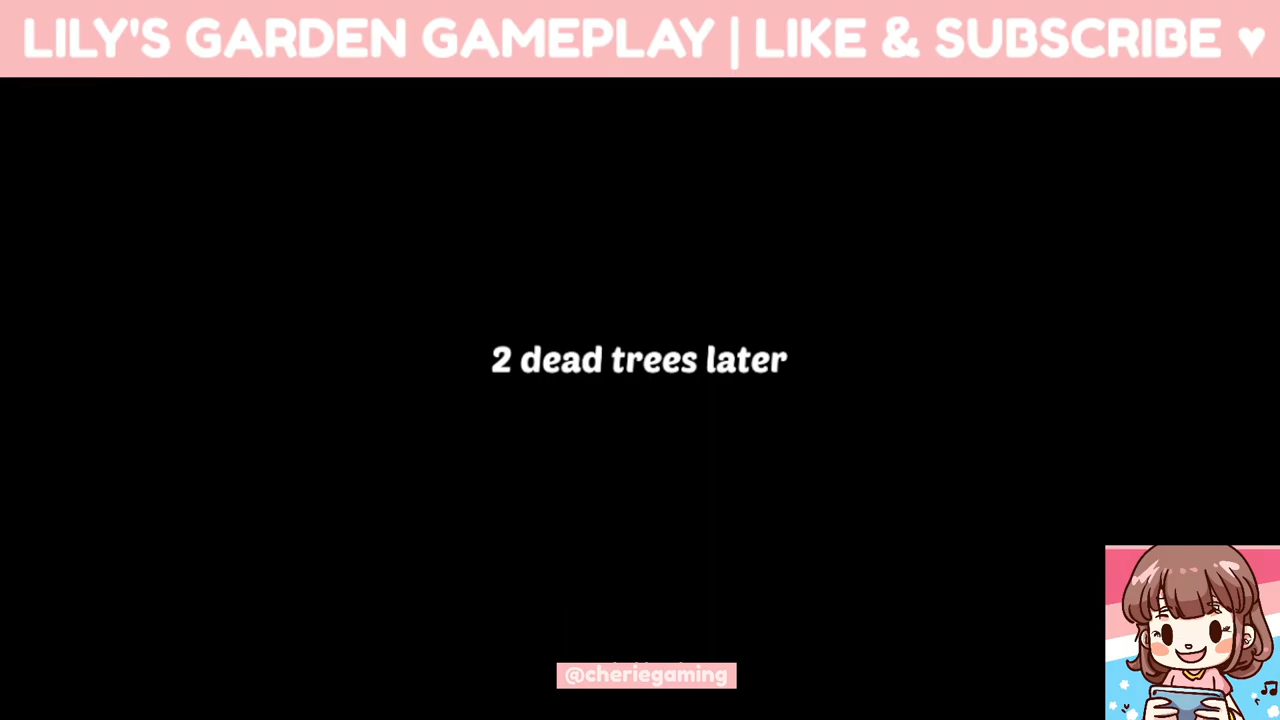 LILY'S GARDEN GAMEPLAY | LIKE & SUBSCRIBE ♥
2 dead trees later
@cheriegaming